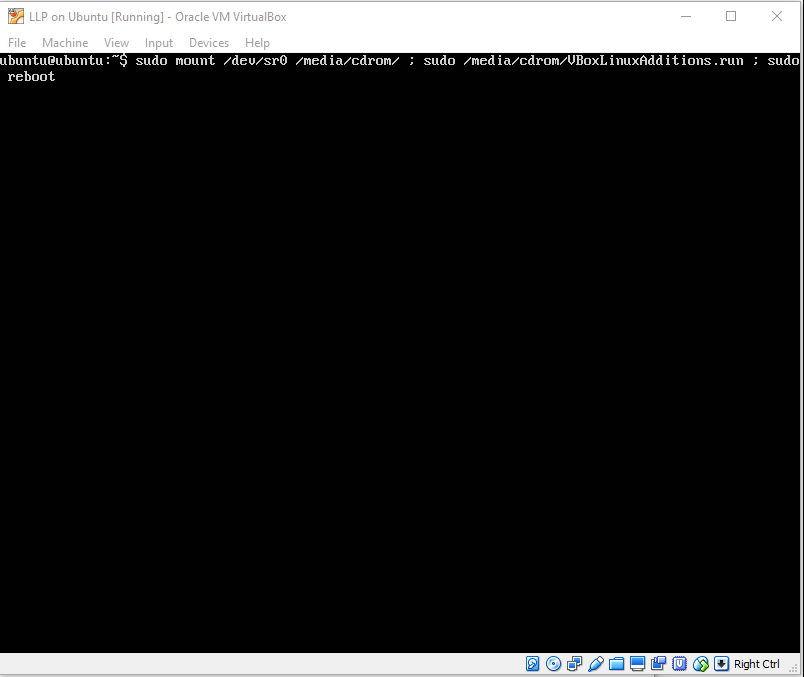 LLP on Ubuntu [Running] - Oracle VM VirtualBox
File Machine View Input Devices Help
ubuntu@ubuntu:~$ sudo mount /dev/sr0 /media/cdrom/ ; sudo /media/cdrom/VBoxLinuxAdditions.run ; sudo
reboot
Right Ctrl